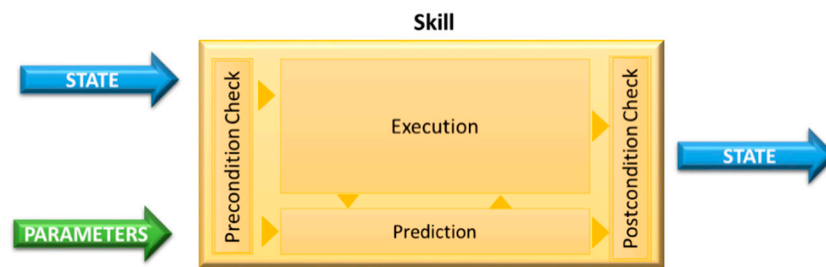 Skill
STATE
PARAMETERS
Precondition Check
Execution
Prediction
Postcondition Check
STATE